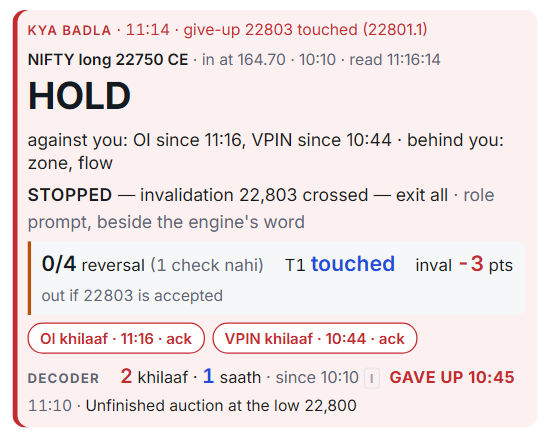 KYA BADLA · 11:14 · give-up 22803 touched (22801.1)
NIFTY long 22750 CE · in at 164.70 · 10:10 · read 11:16:14
HOLD
against you: OI since 11:16, VPIN since 10:44 · behind you:
zone, flow
STOPPED — invalidation 22,803 crossed — exit all · role
prompt, beside the engine's word
0/4 reversal (1 check nahi) T1 touched inval -3 pts
out if 22803 is accepted
OI khilaaf · 11:16 · ack VPIN khilaaf · 10:44 · ack
DECODER 2 khilaaf · 1 saath · since 10:10 I GAVE UP 10:45
11:10 · Unfinished auction at the low 22,800